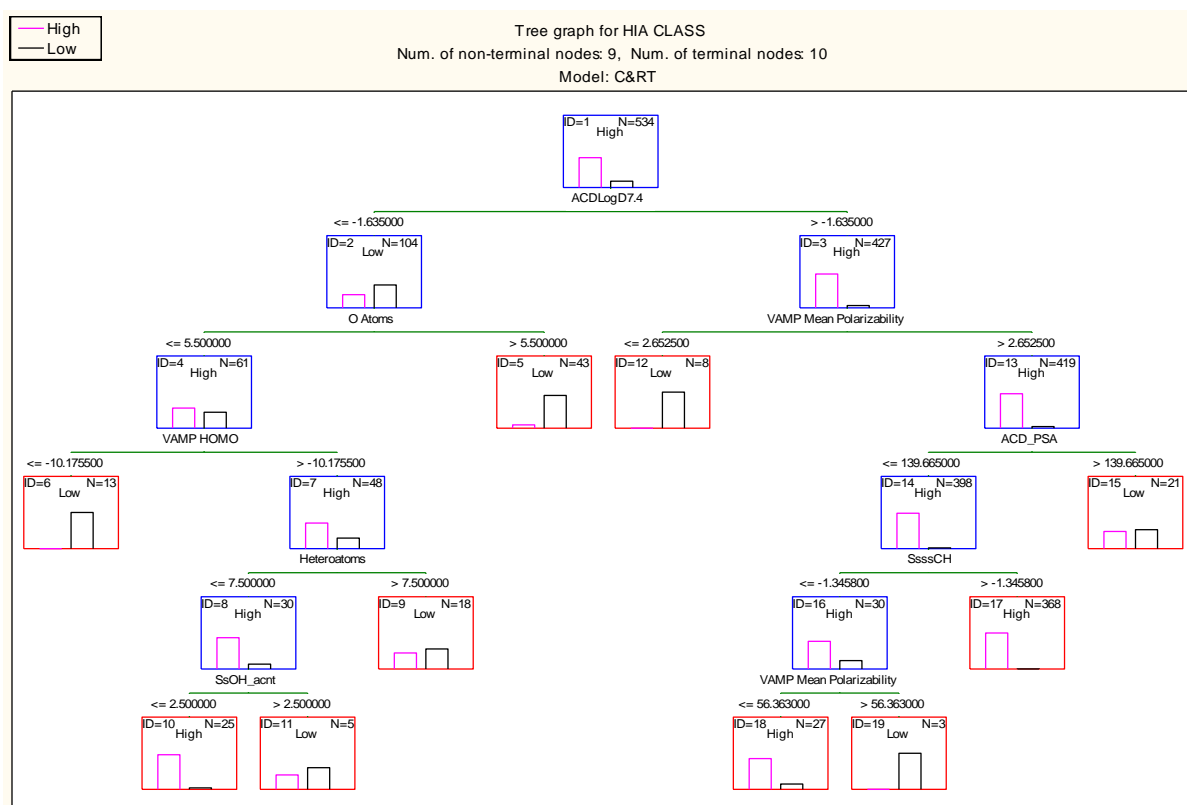 High
Low
Tree graph for HIA CLASS
Num. of non-terminal nodes: 9, Num. of terminal nodes: 10
Model: C&RT
ID=1 N=534
High
ACDLogD7.4
<= -1.635000 > -1.635000
ID=2 N=104 ID=3 N=427
Low High
O Atoms VAMP Mean Polarizability
<= 5.500000 > 5.500000 <= 2.652500 > 2.652500
ID=4 N=61 ID=5 N=43 ID=12 N=8 ID=13 N=419
High Low Low High
VAMP HOMO ACD_PSA
<= -10.175500 > -10.175500 <= 139.665000 > 139.665000
ID=6 N=13 ID=7 N=48 ID=14 N=398 ID=15 N=21
Low High High Low
Heteroatoms SsssCH
<= 7.500000 > 7.500000 <= -1.345800 > -1.345800
ID=8 N=30 ID=9 N=18 ID=16 N=30 ID=17 N=368
High Low High High
SsOH_acnt VAMP Mean Polarizability
<= 2.500000 > 2.500000 <= 56.363000 > 56.363000
ID=10 N=25 ID=11 N=5 ID=18 N=27 ID=19 N=3
High Low High Low